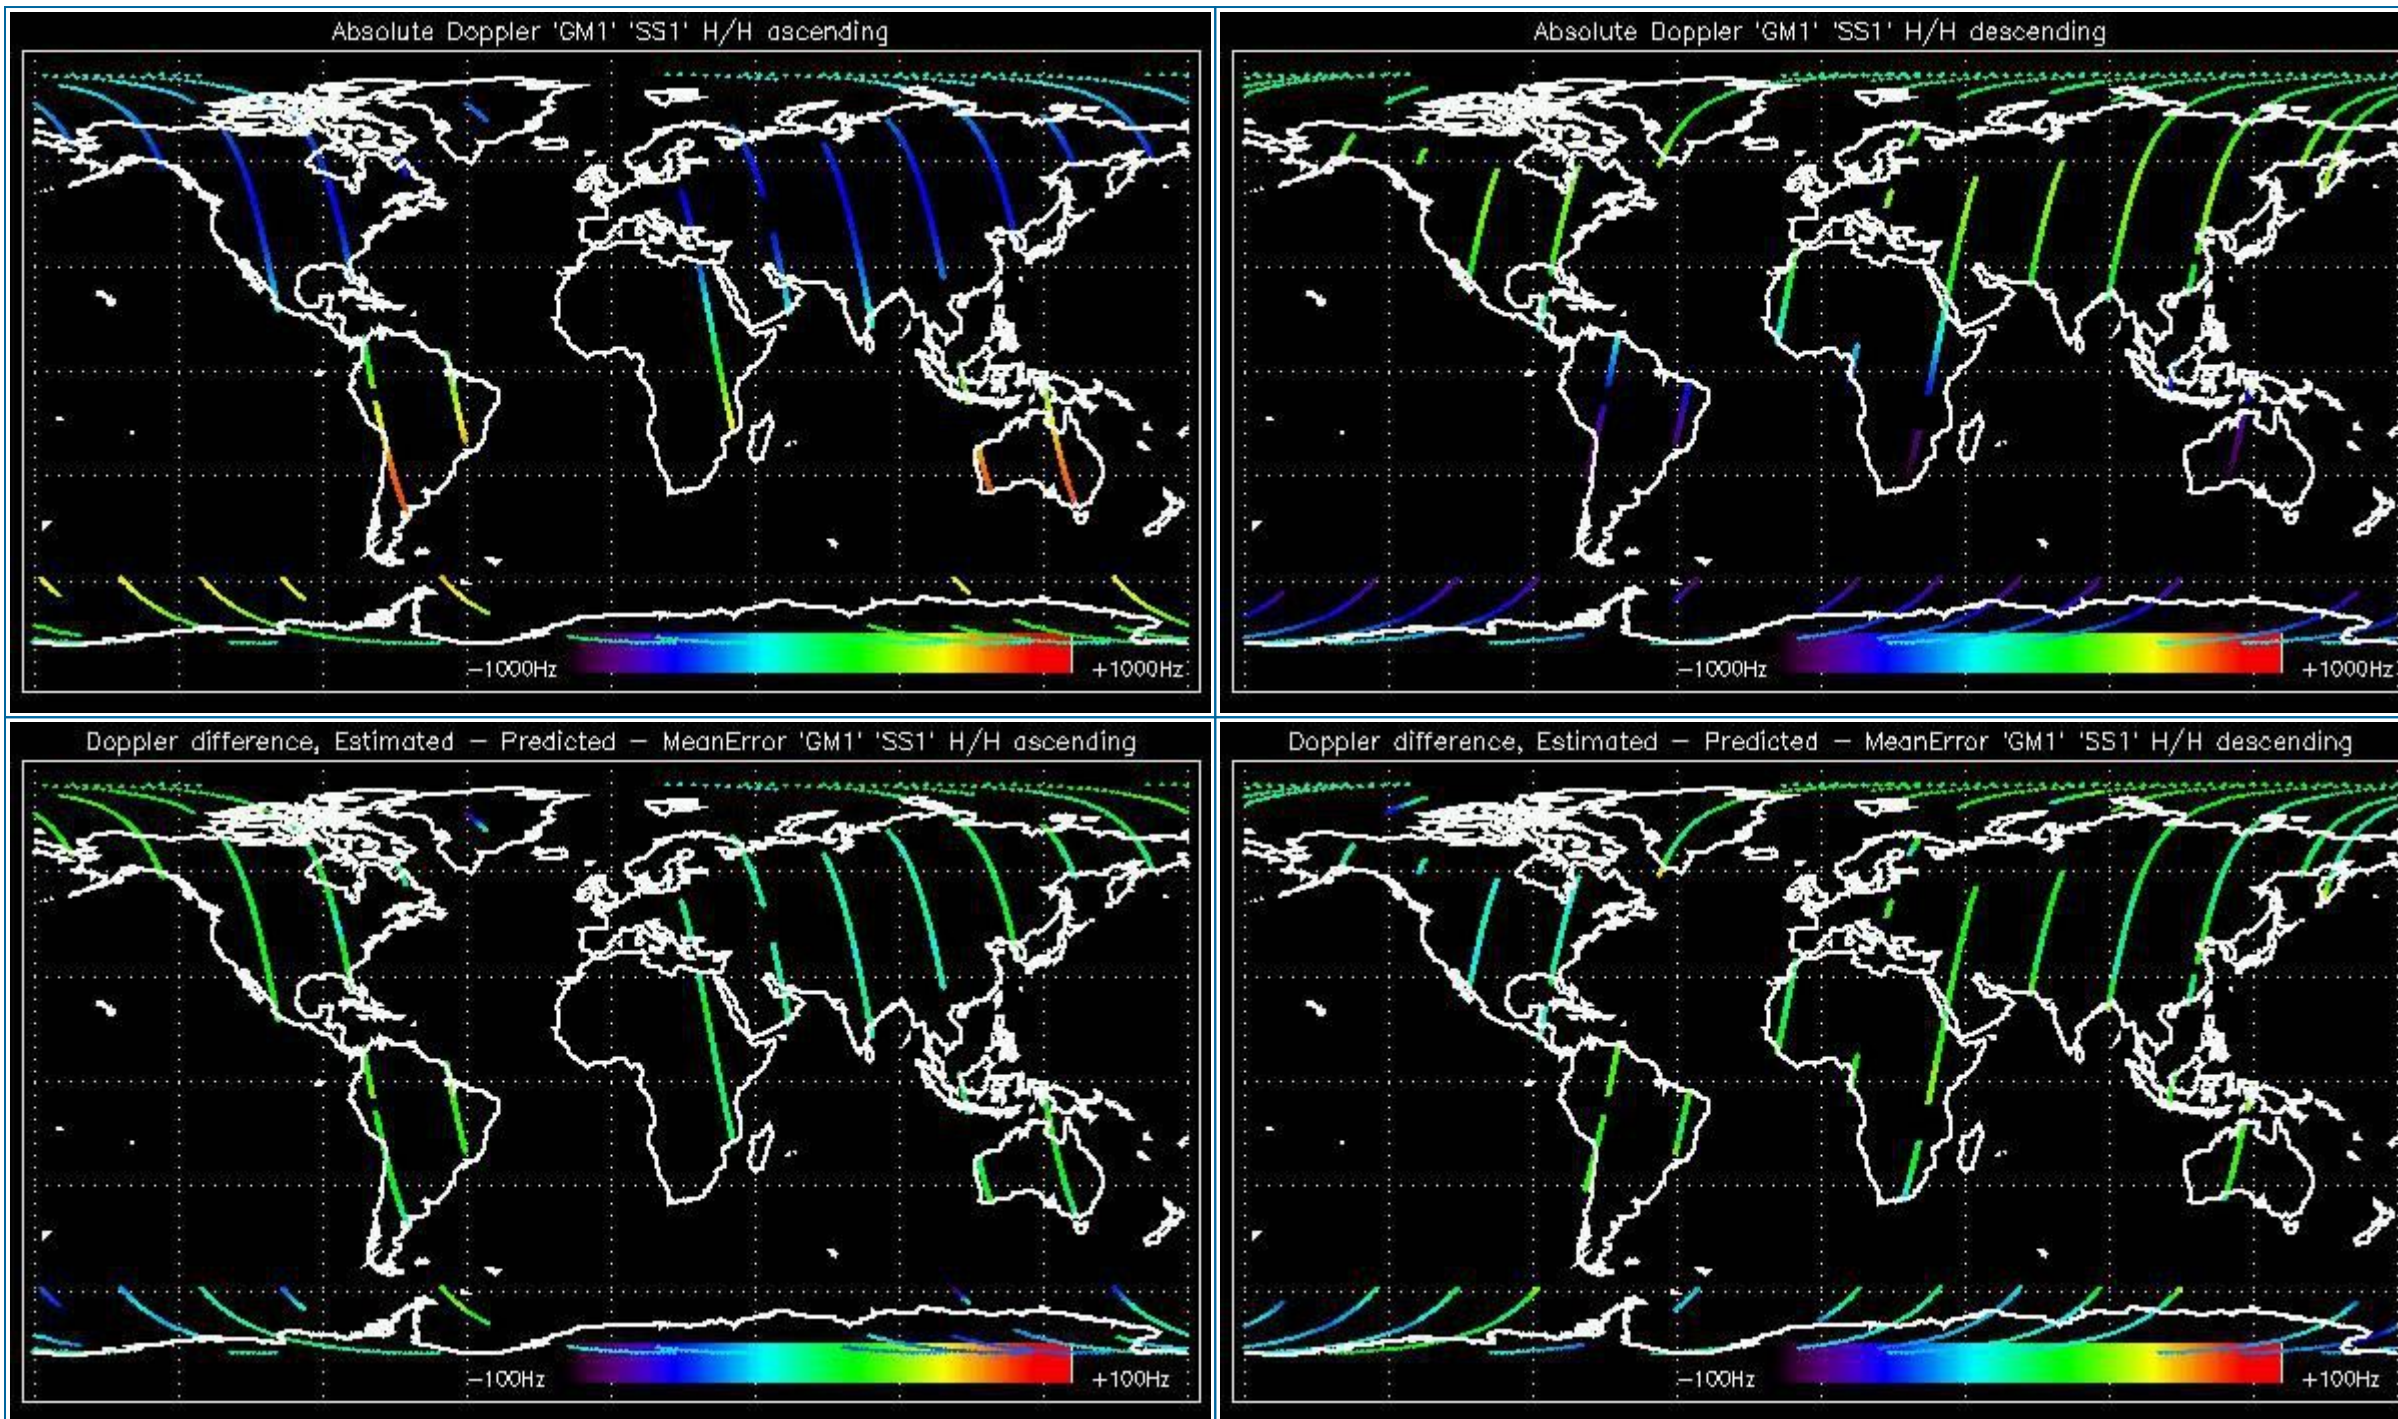 Absolute Doppler 'GM1' 'SS1' H/H ascending
-1000Hz
+1000Hz
Absolute Doppler 'GM1' 'SS1' H/H descending
-1000Hz
+1000Hz
Doppler difference, Estimated - Predicted - MeanError 'GM1' 'SS1' H/H ascending
-100Hz
+100Hz
Doppler difference, Estimated - Predicted - MeanError 'GM1' 'SS1' H/H descending
-100Hz
+100Hz